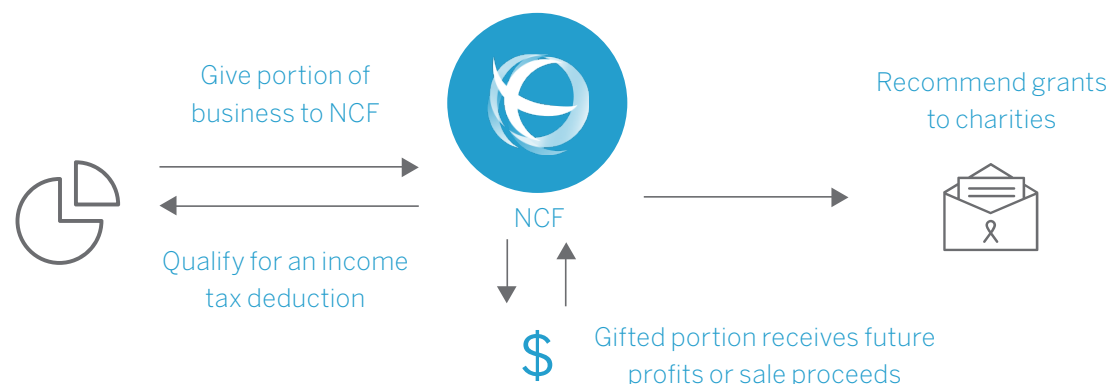 Give portion of
business to NCF
Qualify for an income
tax deduction
NCF
$
Gifted portion receives future
profits or sale proceeds
Recommend grants
to charities